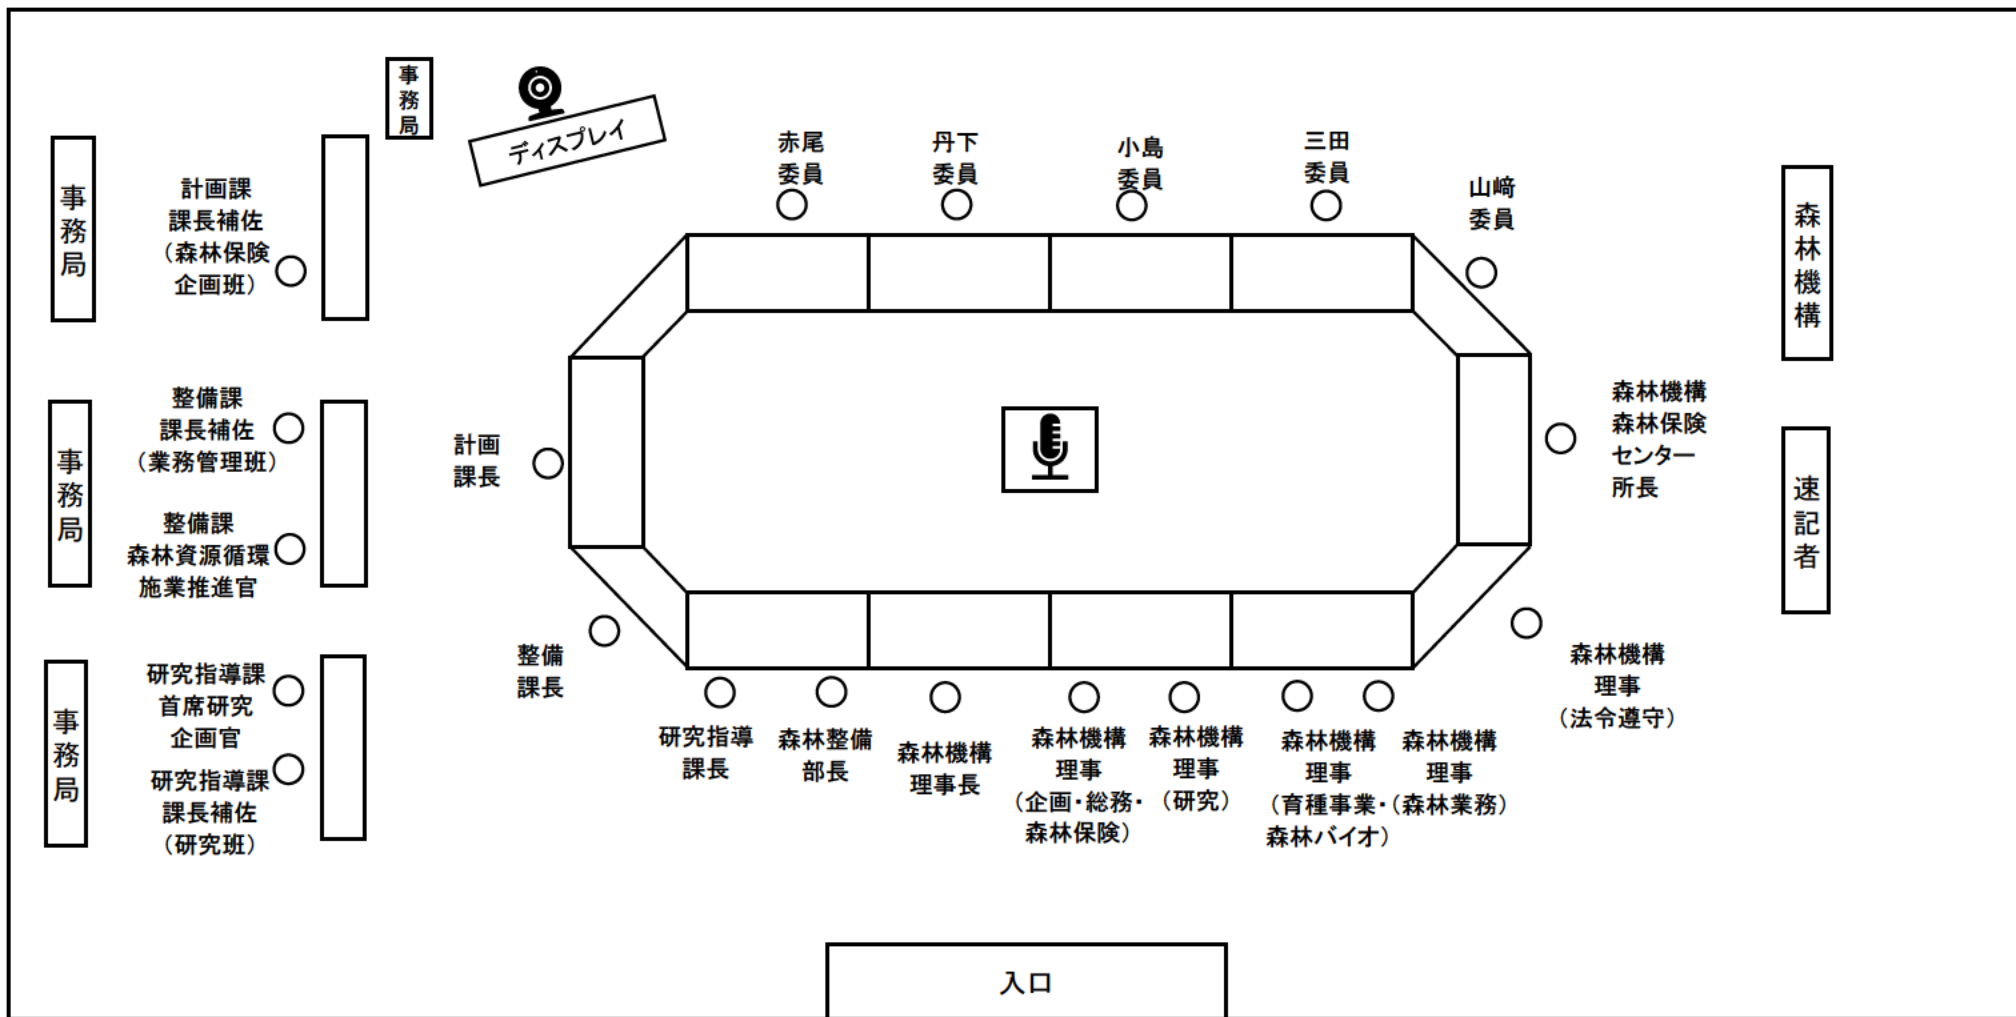 事務局
ディスプレイ
赤尾
委員
丹下
委員
小島
委員
三田
委員
山﨑
委員
事務局
計画課
課長補佐
（森林保険
企画班）
森林機構
事務局
整備課
課長補佐
（業務管理班）
整備課
森林資源循環
施業推進官
計画
課長
森林機構
森林保険
センター
所長
速記者
事務局
研究指導課
首席研究
企画官
研究指導課
課長補佐
（研究班）
整備
課長
研究指導
課長
森林整備
部長
森林機構
理事長
森林機構
理事
（企画・総務・
森林保険）
森林機構
理事
（研究）
森林機構
理事
（育種事業・
森林バイオ）
森林機構
理事
（森林業務）
森林機構
理事
（法令遵守）
入口